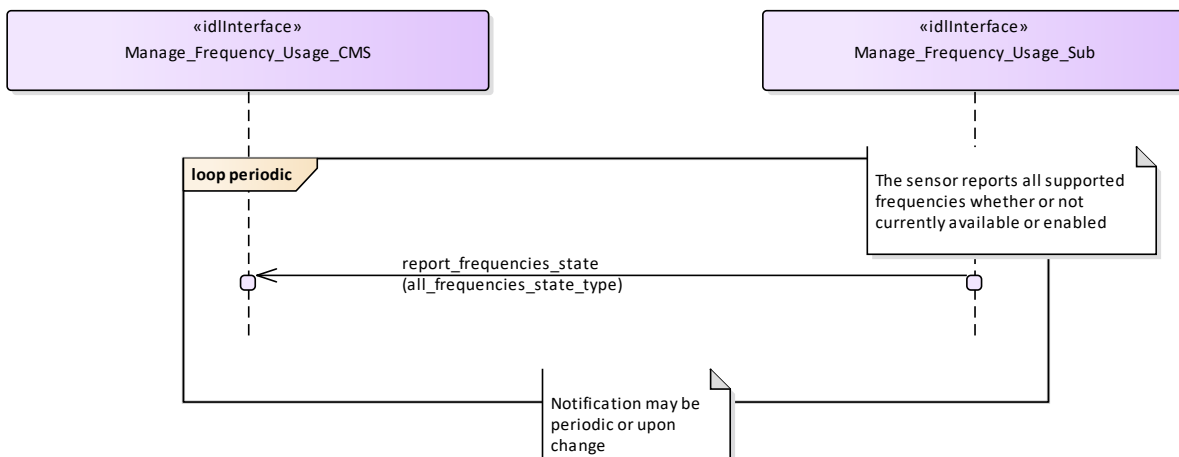 «idlInterface»
Manage_Frequency_Usage_CMS
«idlInterface»
Manage_Frequency_Usage_Sub
loop periodic
The sensor reports all supported
frequencies whether or not
currently available or enabled
report_frequencies_state
(all_frequencies_state_type)
Notification may be
periodic or upon
change